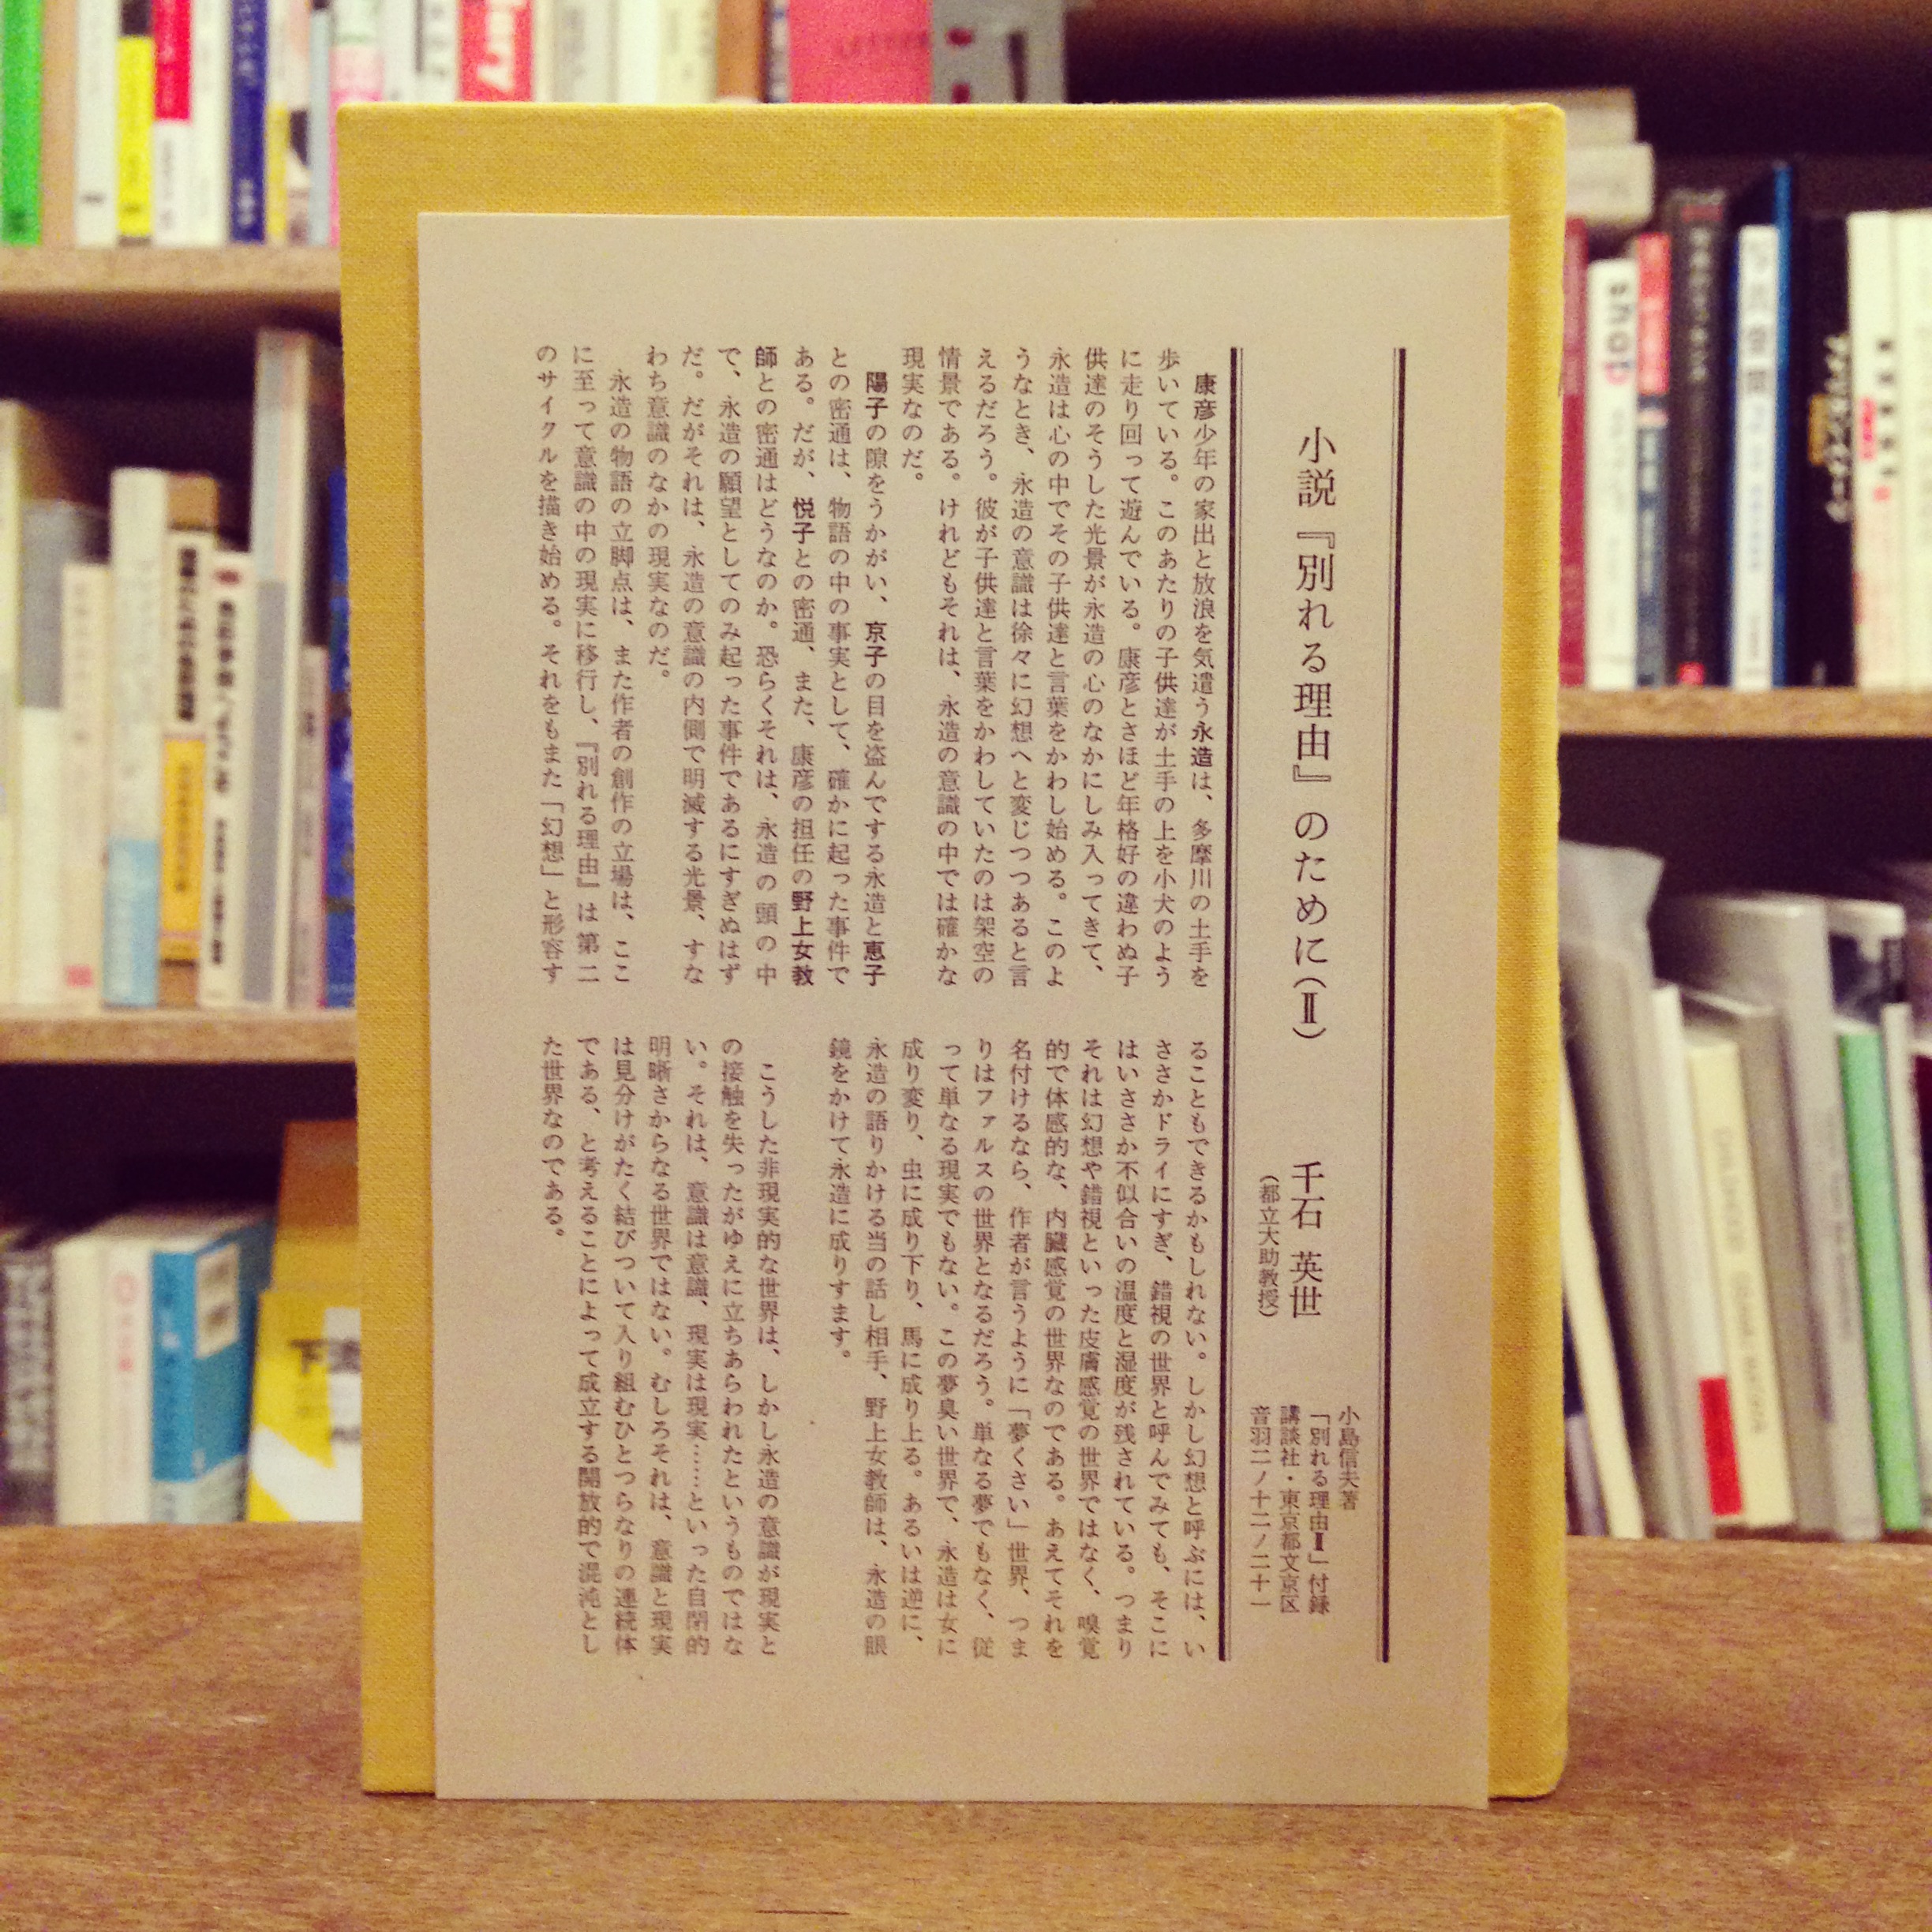 小説『別れる理由』のために（Ⅱ）
千石 英世
（都立大助教授）
小島信夫著
「別れる理由Ⅱ」付録
講談社・東京都文京区
音羽二ノ十二ノ二十一
康彦少年の家出と放浪を気遣う永造は、多摩川の土手を
歩いている。このあたりの子供達が土手の上を小犬のよう
に走り回って遊んでいる。康彦とさほど年格好の違わぬ子
供達のそうした光景が永造の心のなかにしみ入ってきて、
永造は心の中でその子供達と言葉をかわし始める。このよ
うなとき、永造の意識は徐々に幻想へと変じつつあると言
えるだろう。彼が子供達と言葉をかわしていたのは架空の
情景である。けれどもそれは、永造の意識の中では確かな
現実なのだ。
陽子の隙をうかがい、京子の目を盗んでする永造と恵子
との密通は、物語の中の事実として、確かに起った事件で
ある。だが、悦子との密通、また、康彦の担任の野上女教
師との密通はどうなのか。恐らくそれは、永造の頭の中
で、永造の願望としてのみ起った事件であるにすぎぬはず
だ。だがそれは、永造の意識の内側で明滅する光景、すな
わち意識のなかの現実なのだ。
永造の物語の立脚点は、また作者の創作の立場は、ここ
に至って意識の中の現実に移行し、『別れる理由』は第二
のサイクルを描き始める。それをもまた「幻想」と形容す
ることもできるかもしれない。しかし幻想と呼ぶには、い
ささかドライにすぎ、錯視の世界と呼んでみても、そこに
はいささか不似合いの温度と湿度が残されている。つまり
それは幻想や錯視といった皮膚感覚の世界ではなく、嗅覚
的で体感的な、内臓感覚の世界なのである。あえてそれを
名付けるなら、作者が言うように「夢くさい」世界、つま
りはファルスの世界となるだろう。単なる夢でもなく、従
って単なる現実でもない。この夢臭い世界で、永造は女に
成り変り、虫に成り下り、馬に成り上る。あるいは逆に、
永造の語りかける当の話し相手、野上女教師は、永造の眼
鏡をかけて永造に成りすます。
こうした非現実的な世界は、しかし永造の意識が現実と
の接触を失ったがゆえに立ちあらわれたというものではな
い。それは、意識は意識、現実は現実……といった自閉的
明晰さからなる世界ではない。むしろそれは、意識と現実
は見分けがたく結びついて入り組むひとつらなりの連続体
である、と考えることによって成立する開放的で混沌とし
た世界なのである。
shop
下流